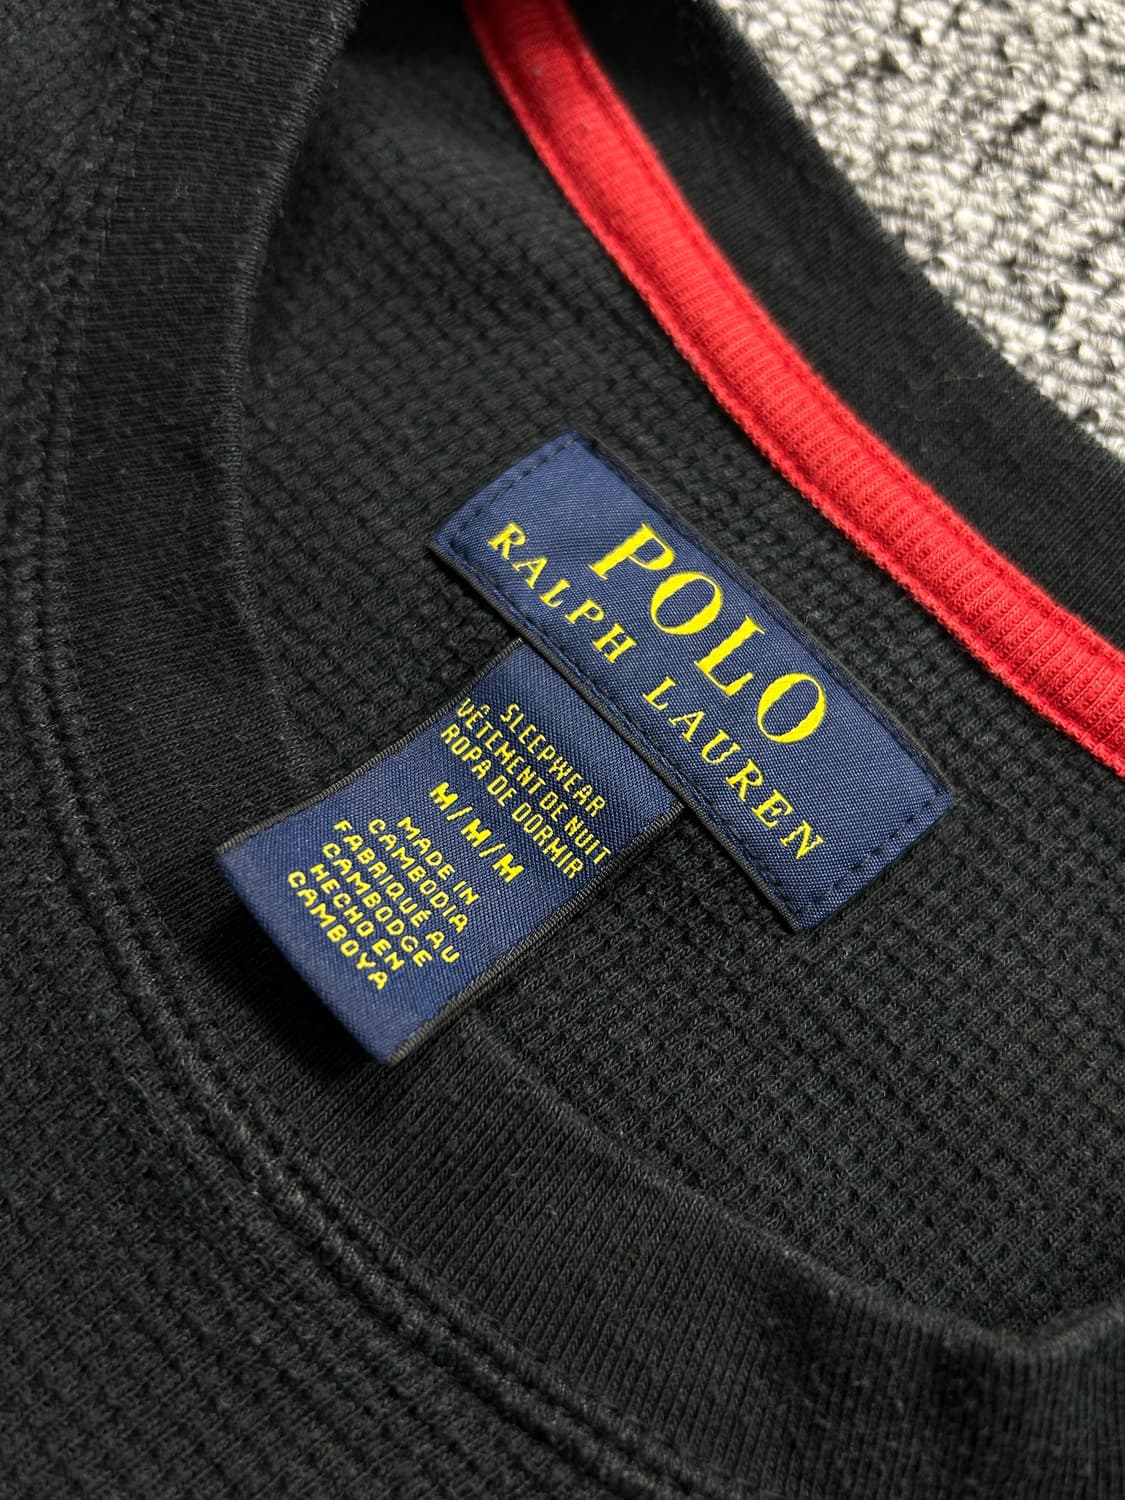 POLO
RALPH LAUREN
SLEEPWEAR
VÊTEMENT DE NUIT
ROPA DE DORMIR
M/M/M
MADE IN
CAMBODIA
FABRIQUÉ AU
CAMBODGE
HECHO EN
CAMBOYA